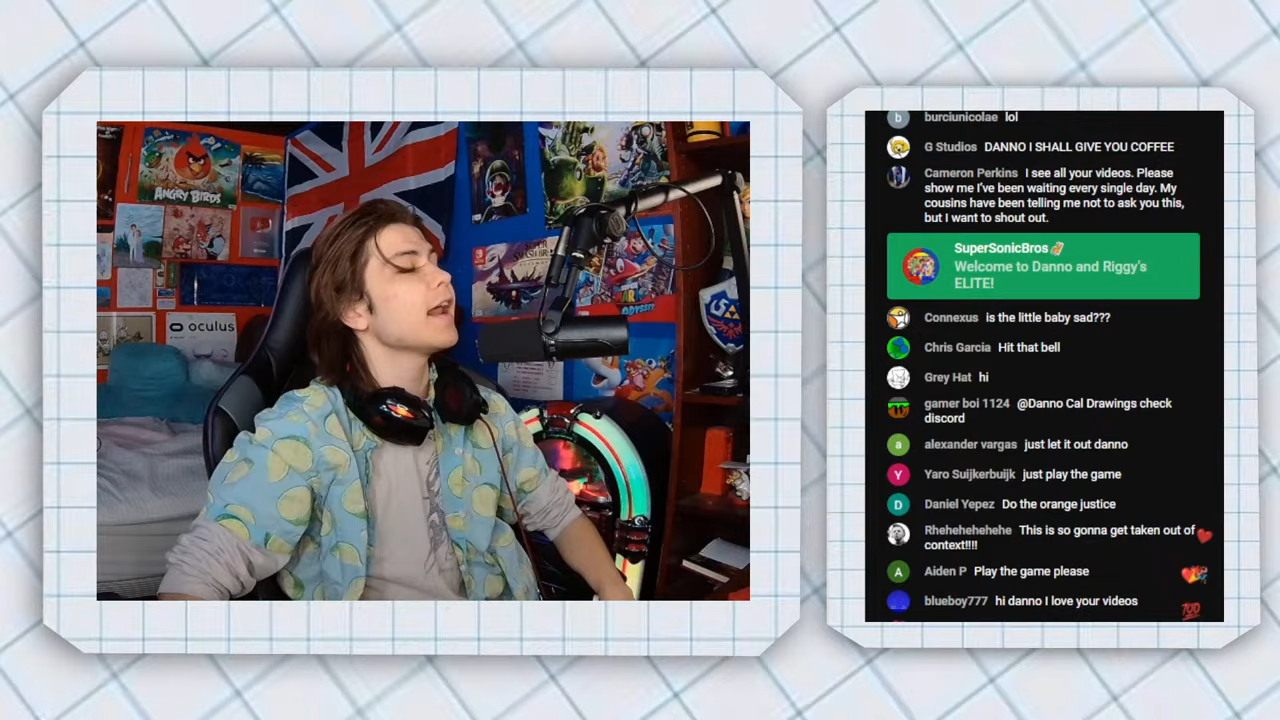 ANGRY BIRDS
oculus
SUPER
SMASH BROS
MARIO
ODYSSEY
burciunicolae lol
G Studios DANNO I SHALL GIVE YOU COFFEE
Cameron Perkins I see all your videos. Please
show me I've been waiting every single day. My
cousins have been telling me not to ask you this,
but I want to shout out.
SuperSonicBros
Welcome to Danno and Riggy's
ELITE!
Connexus is the little baby sad???
Chris Garcia Hit that bell
Grey Hat hi
gamer boi 1124 @Danno Cal Drawings check
discord
alexander vargas just let it out danno
Yaro Suijkerbuijk just play the game
Daniel Yepez Do the orange justice
Rhehehehehehe This is so gonna get taken out of
context!!!!
Aiden P Play the game please
blueboy777 hi danno I love your videos